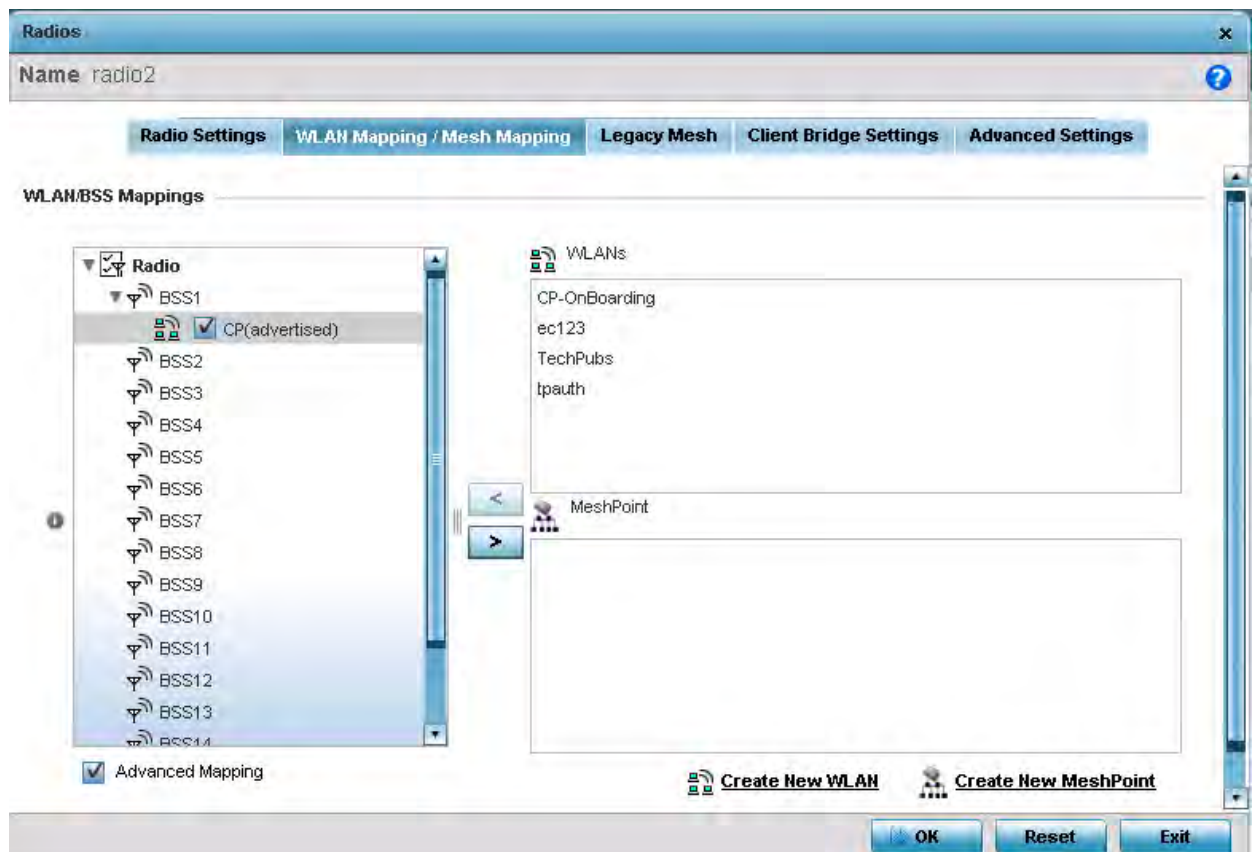 Radios
Name radio2
Radio Settings
WLAN Mapping / Mesh Mapping
Legacy Mesh
Client Bridge Settings
Advanced Settings
WLAN/BSS Mappings
Radio
BSS1
CP(advertised)
BSS2
BSS3
BSS4
BSS5
BSS6
BSS7
BSS8
BSS9
BSS10
BSS11
BSS12
BSS13
BSS14
Advanced Mapping
<
>
WLANs
CP-OnBoarding
ec123
TechPubs
tpauth
MeshPoint
Create New WLAN
Create New MeshPoint
OK
Reset
Exit